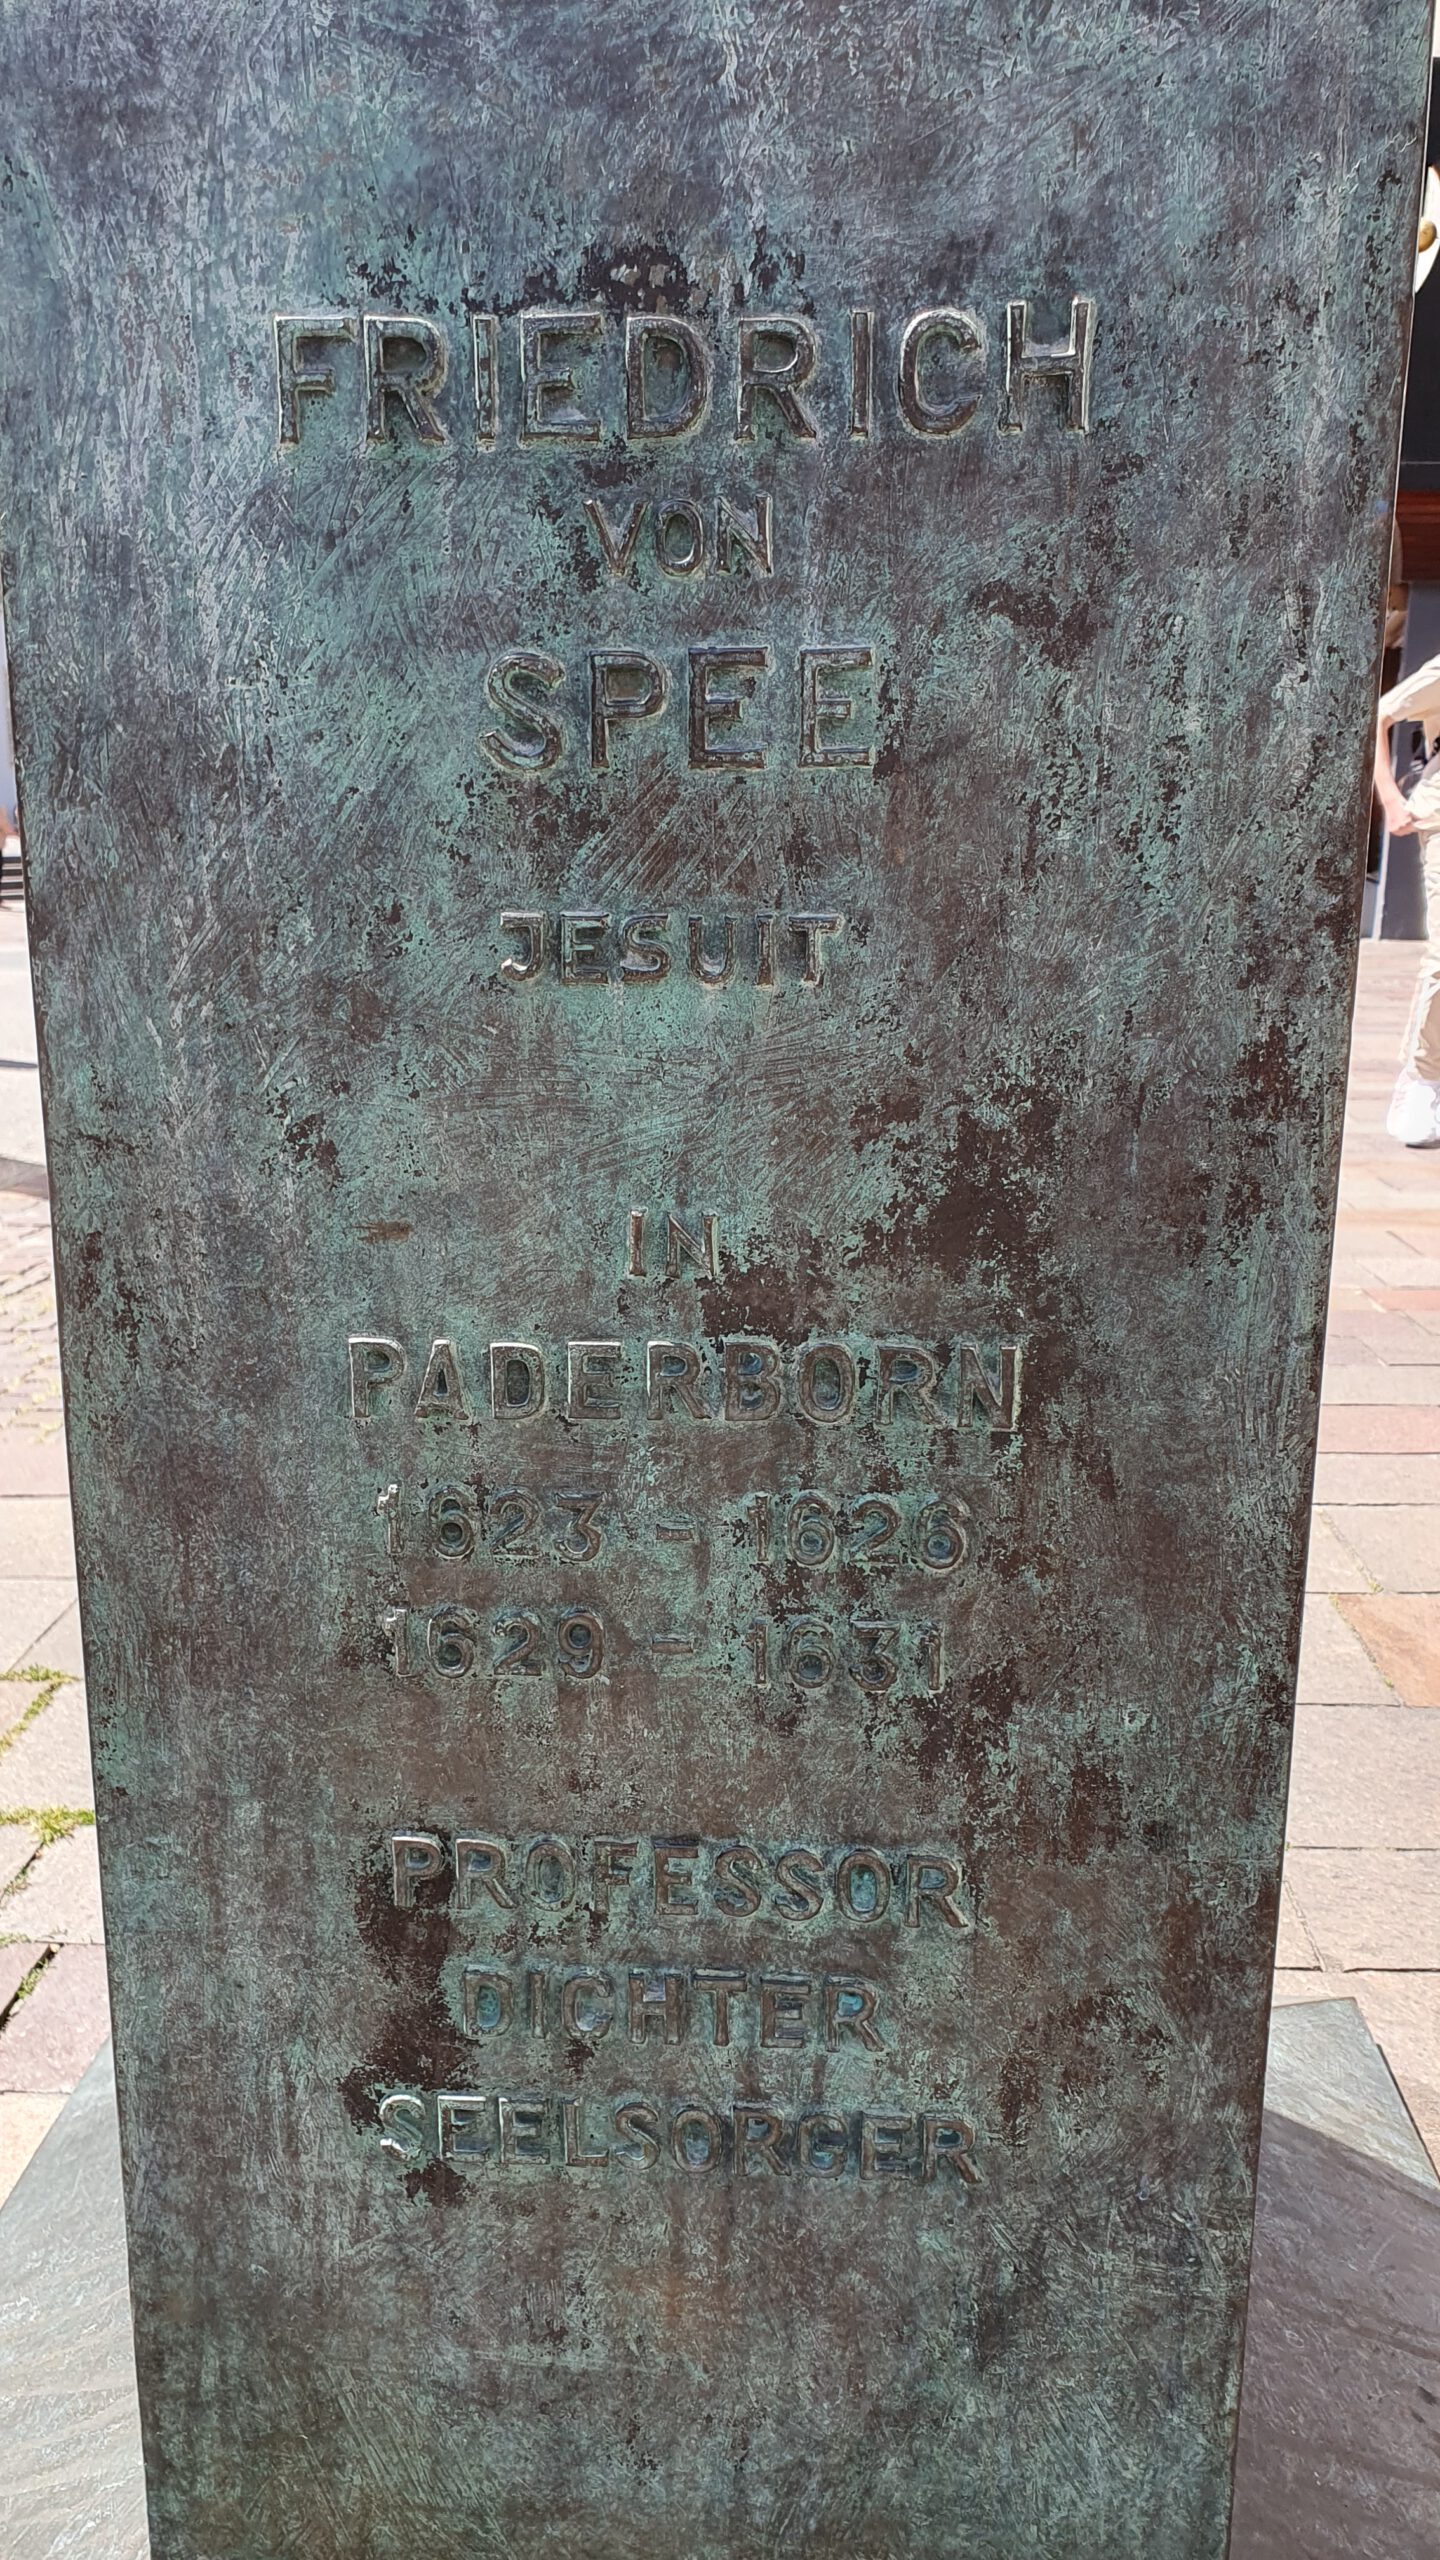 FRIEDRICH
VON
SPEE
JESUIT
IN
PADERBORN
1623 - 1626
1629 - 1631
PROFESSOR
DICHTER
SEELSORGER